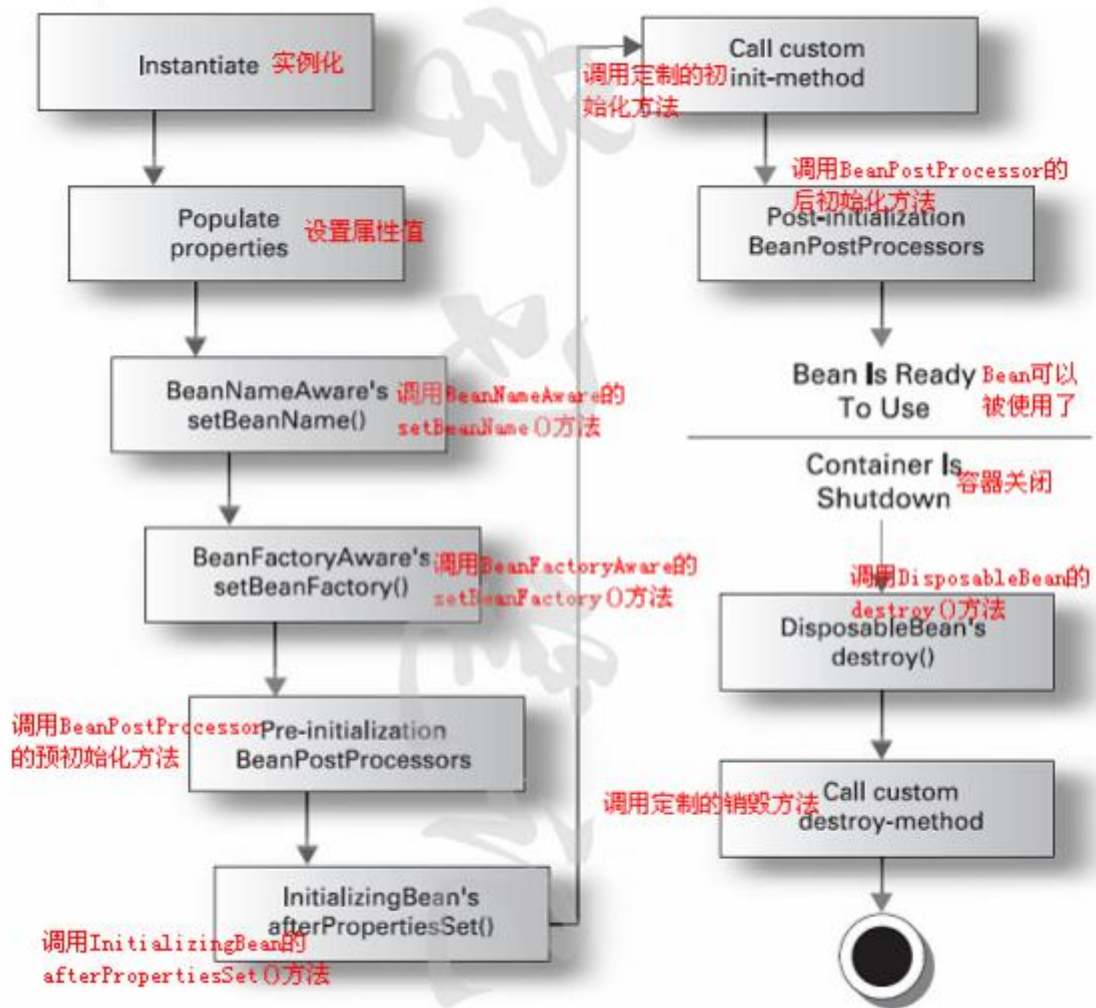 Instantiate 实例化
Populate
properties
设置属性值
BeanNameAware's
setBeanName()
调用BeanNameAware的
setBeanName()方法
BeanFactoryAware's
setBeanFactory()
调用BeanFactoryAware的
setBeanFactory()方法
调用BeanPostProcessor
的预初始化方法
Pre-initialization
BeanPostProcessors
InitializingBean's
afterPropertiesSet()
调用InitializingBean的
afterPropertiesSet()方法
Call custom
init-method
调用定制的初
始化方法
调用BeanPostProcessor的
后初始化方法
Post-initialization
BeanPostProcessors
Bean Is Ready
To Use
Bean可以
被使用了
Container Is
Shutdown
容器关闭
调用DisposableBean的
destroy()方法
DisposableBean's
destroy()
调用定制的销毁方法
Call custom
destroy-method